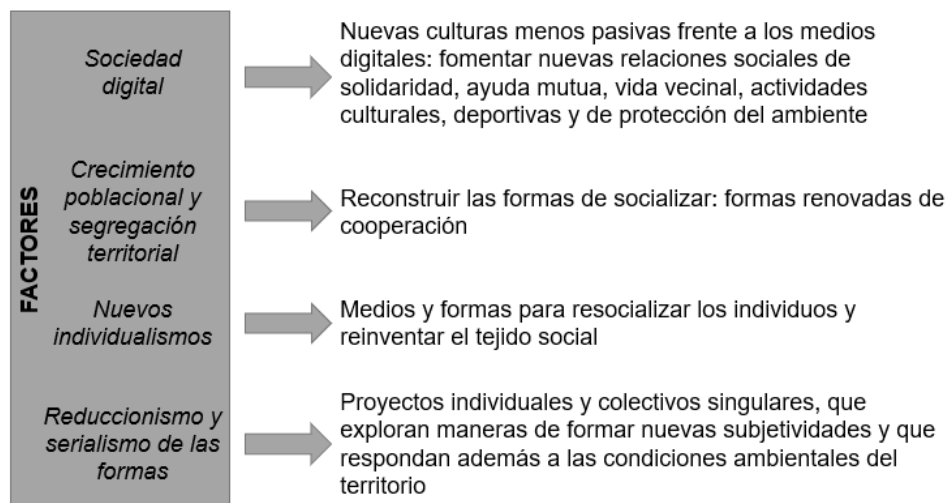 FACTORES
Sociedad
digital
Nuevas culturas menos pasivas frente a los medios
digitales: fomentar nuevas relaciones sociales de
solidaridad, ayuda mutua, vida vecinal, actividades
culturales, deportivas y de protección del ambiente
Crecimiento
poblacional y
segregación
territorial
Reconstruir las formas de socializar: formas renovadas de
cooperación
Nuevos
individualismos
Medios y formas para resocializar los individuos y
reinventar el tejido social
Reduccionismo y
serialismo de las
formas
Proyectos individuales y colectivos singulares, que
exploran maneras de formar nuevas subjetividades y que
respondan además a las condiciones ambientales del
territorio